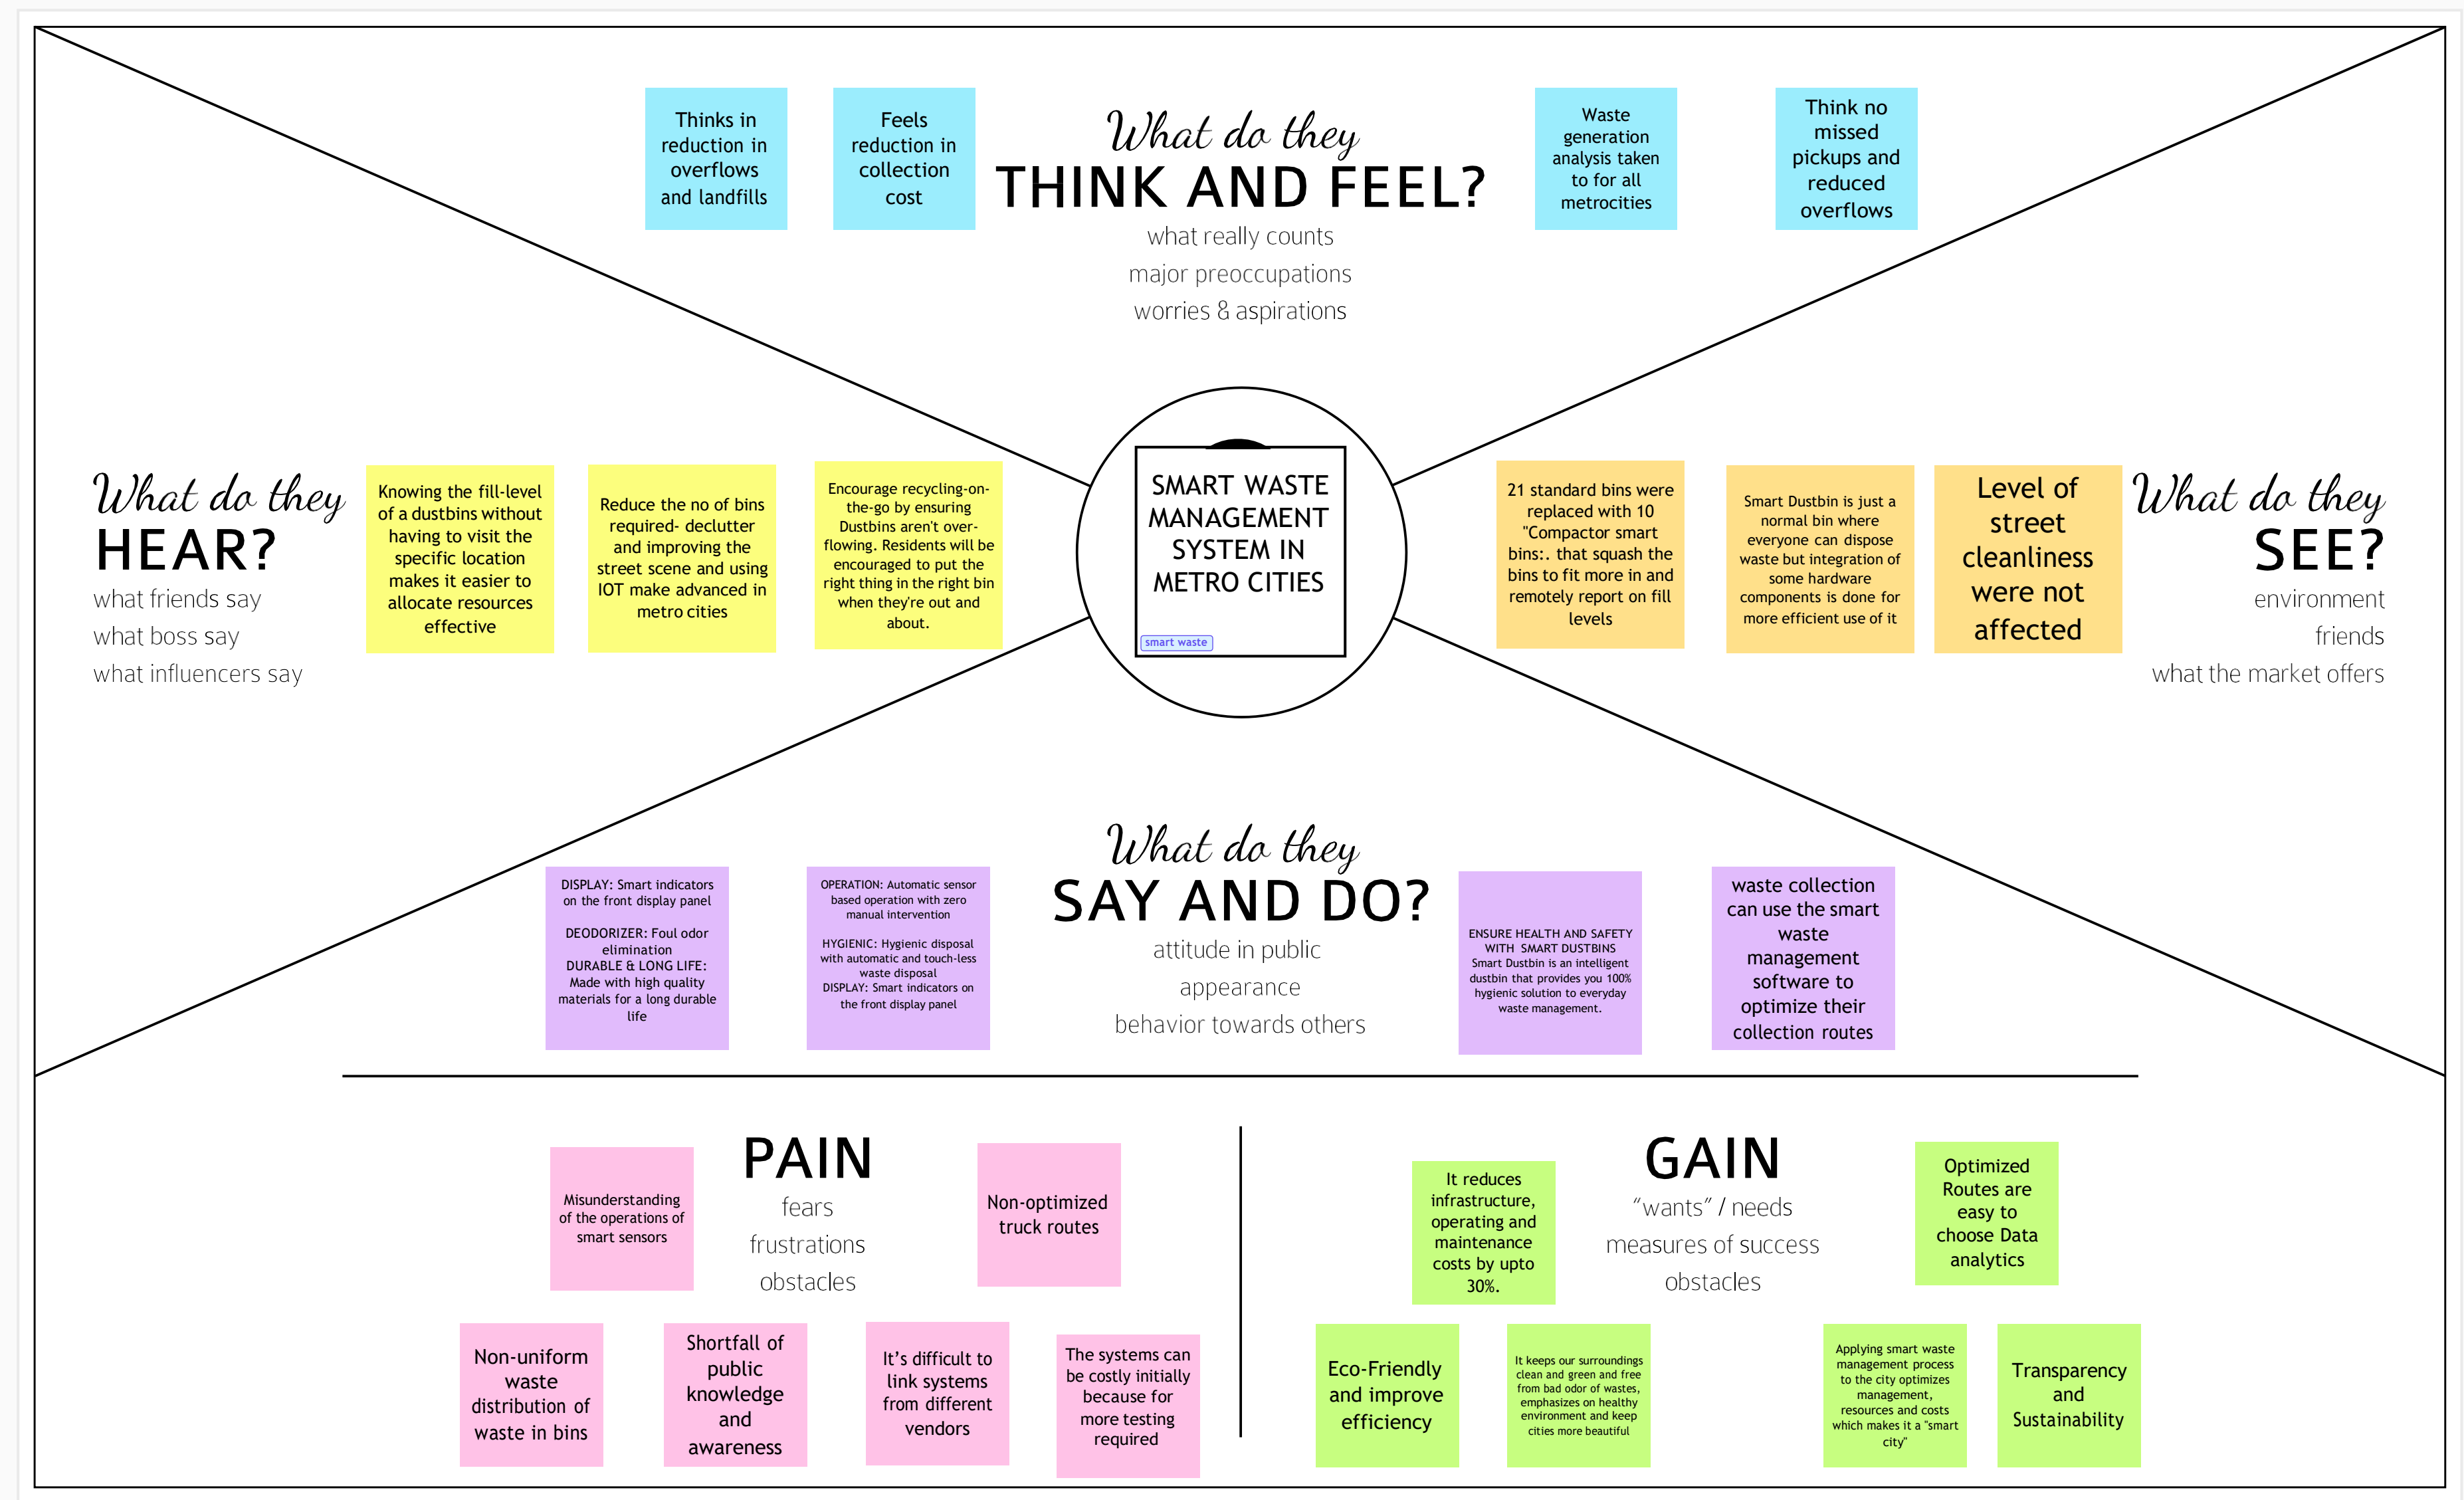 Thinks in
reduction in
overflows
and landfills
Feels
reduction in
collection
cost
What do they
THINK AND FEEL?
what really counts
major preoccupations
worries & aspirations
Waste
generation
analysis taken
to for all
metrocities
Think no
missed
pickups and
reduced
overflows
What do they
HEAR?
what friends say
what boss say
what influencers say
Knowing the fill-level
of a dustbins without
having to visit the
specific location
makes it easier to
allocate resources
effective
Reduce the no of bins
required- declutter
and improving the
street scene and using
IOT make advanced in
metro cities
Encourage recycling-on-
the-go by ensuring
Dustbins aren't over-
flowing. Residents will be
encouraged to put the
right thing in the right bin
when they're out and
about.
SMART WASTE
MANAGEMENT
SYSTEM IN
METRO CITIES
smart waste
21 standard bins were
replaced with 10
"Compactor smart
bins:. that squash the
bins to fit more in and
remotely report on fill
levels
Smart Dustbin is just a
normal bin where
everyone can dispose
waste but integration of
some hardware
components is done for
more efficient use of it
Level of
street
cleanliness
were not
affected
What do they
SEE?
environment
friends
what the market offers
DISPLAY: Smart indicators
on the front display panel
DEODORIZER: Foul odor
elimination
DURABLE & LONG LIFE:
Made with high quality
materials for a long durable
life
OPERATION: Automatic sensor
based operation with zero
manual intervention
HYGIENIC: Hygienic disposal
with automatic and touch-less
waste disposal
DISPLAY: Smart indicators on
the front display panel
What do they
SAY AND DO?
attitude in public
appearance
behavior towards others
ENSURE HEALTH AND SAFETY
WITH  SMART DUSTBINS
Smart Dustbin is an intelligent
dustbin that provides you 100%
hygienic solution to everyday
waste management.
waste collection
can use the smart
waste
management
software to
optimize their
collection routes
PAIN
fears
frustrations
obstacles
Misunderstanding
of the operations of
smart sensors
Non-optimized
truck routes
Non-uniform
waste
distribution of
waste in bins
Shortfall of
public
knowledge
and
awareness
It's difficult to
link systems
from different
vendors
The systems can
be costly initially
because for
more testing
required
GAIN
“wants” / needs
measures of success
obstacles
It reduces
infrastructure,
operating and
maintenance
costs by upto
30%.
Optimized
Routes are
easy to
choose Data
analytics
Eco-Friendly
and improve
efficiency
It keeps our surroundings
clean and green and free
from bad odor of wastes,
emphasizes on healthy
environment and keep
cities more beautiful
Applying smart waste
management process
to the city optimizes
management,
resources and costs
which makes it a "smart
city"
Transparency
and
Sustainability